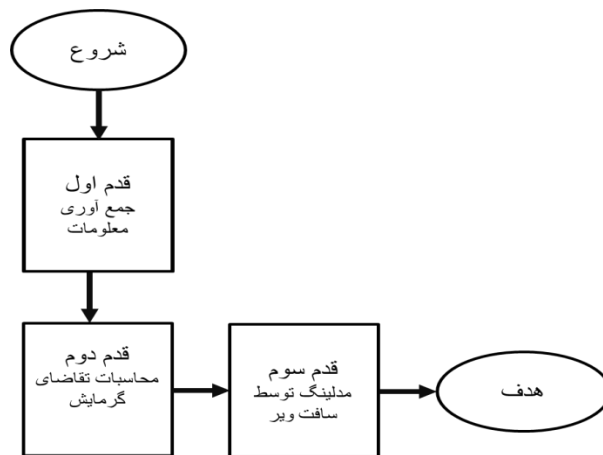 شروع
قدم اول
جمع آوری
معلومات
قدم دوم
محاسبات تقاضای
گرمایش
قدم سوم
مدلینگ توسط
سافت ویر
هدف